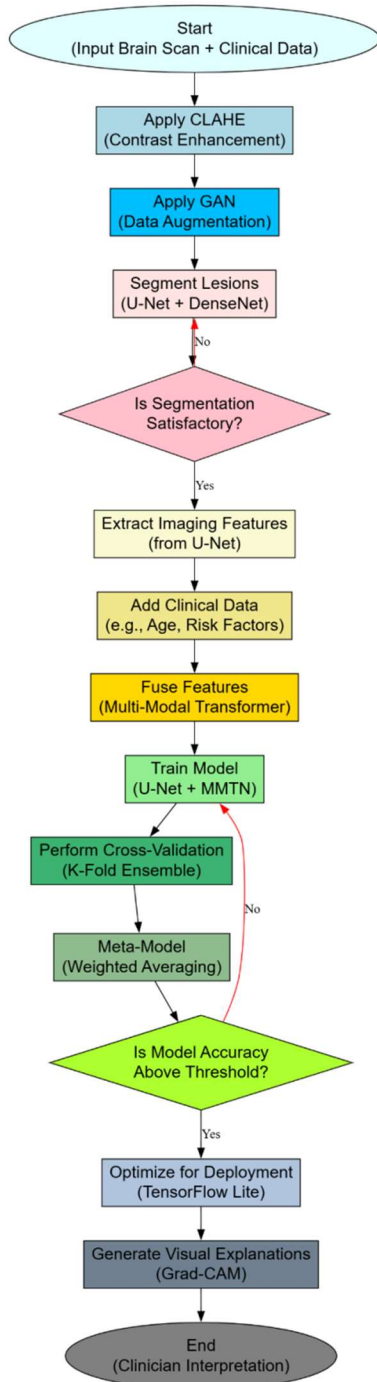 Start
(Input Brain Scan + Clinical Data)
Apply CLAHE
(Contrast Enhancement)
Apply GAN
(Data Augmentation)
Segment Lesions
(U-Net + DenseNet)
No
Is Segmentation
Satisfactory?
Yes
Extract Imaging Features
(from U-Net)
Add Clinical Data
(e.g., Age, Risk Factors)
Fuse Features
(Multi-Modal Transformer)
Train Model
(U-Net + MMTN)
Perform Cross-Validation
(K-Fold Ensemble)
No
Meta-Model
(Weighted Averaging)
Is Model Accuracy
Above Threshold?
Yes
Optimize for Deployment
(TensorFlow Lite)
Generate Visual Explanations
(Grad-CAM)
End
(Clinician Interpretation)